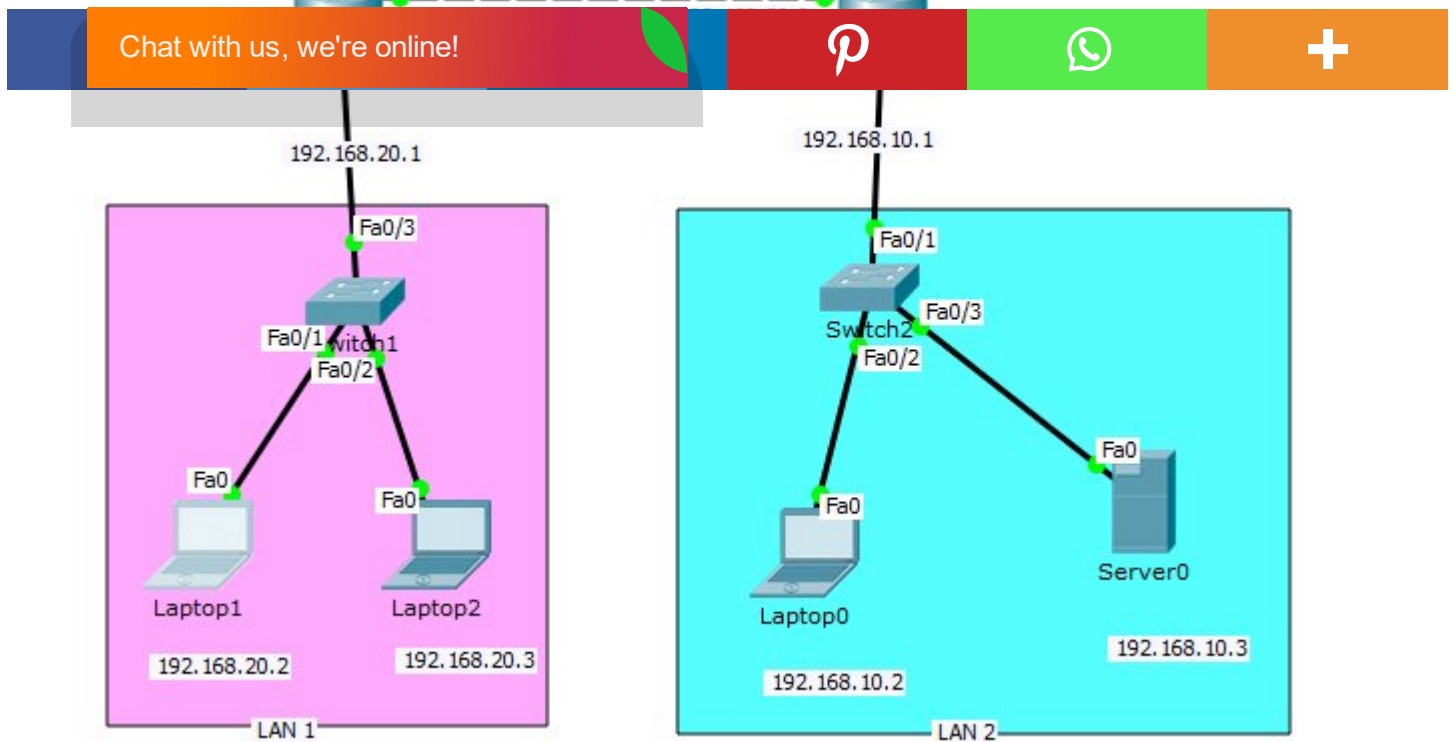 Chat with us, we're online!
192.168.20.1
192.168.10.1
Fa0/3
Fa0/1
Fa0/1
witch1
Fa0/2
Fa0/3
Switch2
Fa0/2
Fa0
Fa0
Fa0
Fa0
Laptop1
Laptop2
Laptop0
Server0
192.168.20.2
192.168.20.3
192.168.10.2
192.168.10.3
LAN 1
LAN 2